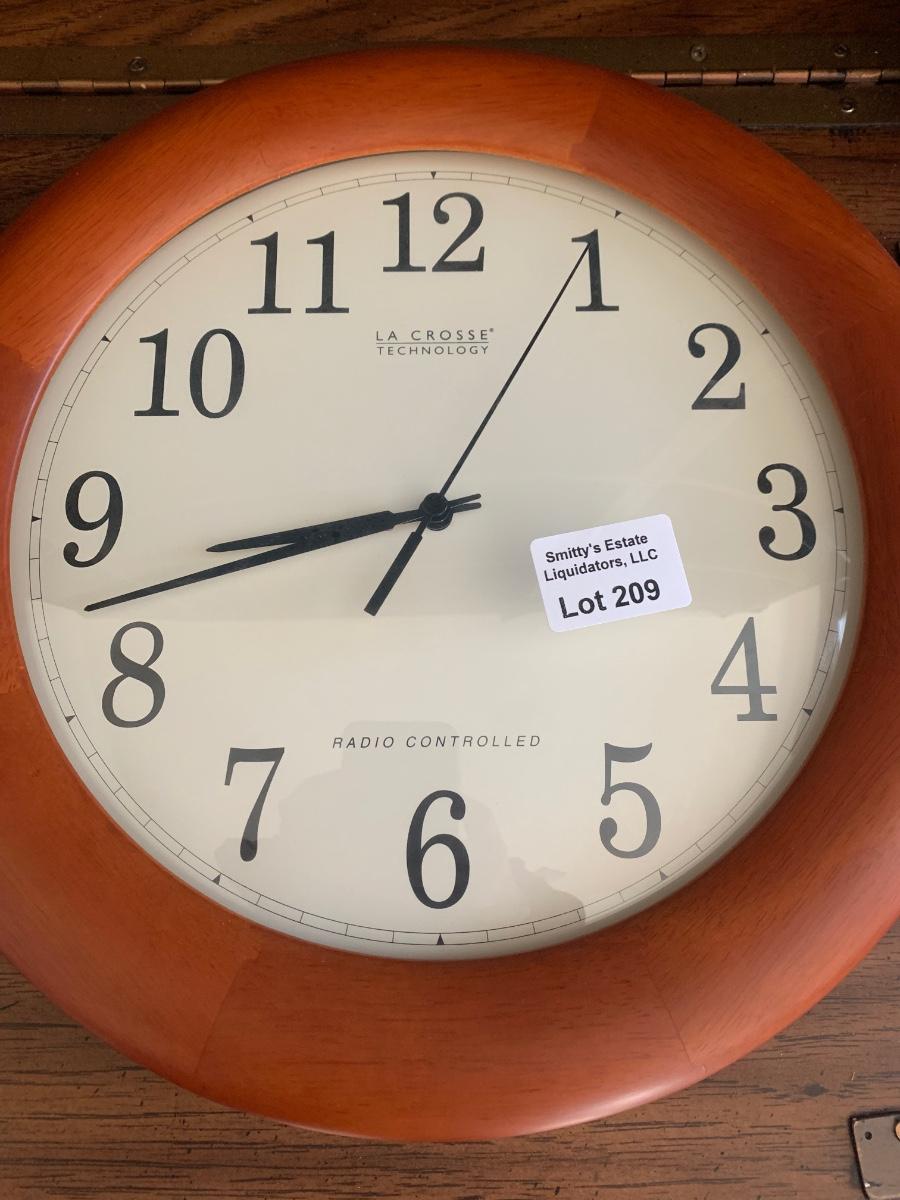 12
11
1
10
2
LA CROSSE®
TECHNOLOGY
9
3
Smitty's Estate
Liquidators, LLC
Lot 209
8
4
RADIO CONTROLLED
7
5
6